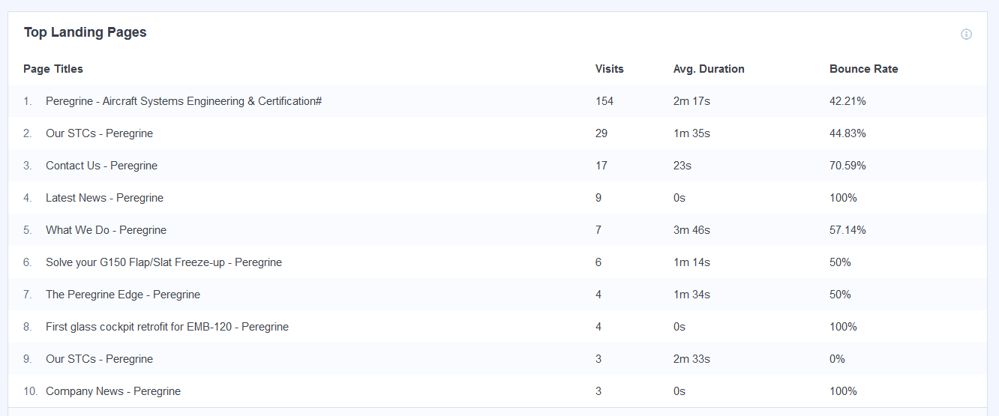 Top Landing Pages
Page Titles Visits Avg. Duration Bounce Rate
1. Peregrine - Aircraft Systems Engineering & Certification# 154 2m 17s 42.21%
2. Our STCs - Peregrine 29 1m 35s 44.83%
3. Contact Us - Peregrine 17 23s 70.59%
4. Latest News - Peregrine 9 0s 100%
5. What We Do - Peregrine 7 3m 46s 57.14%
6. Solve your G150 Flap/Slat Freeze-up - Peregrine 6 1m 14s 50%
7. The Peregrine Edge - Peregrine 4 1m 34s 50%
8. First glass cockpit retrofit for EMB-120 - Peregrine 4 0s 100%
9. Our STCs - Peregrine 3 2m 33s 0%
10. Company News - Peregrine 3 0s 100%